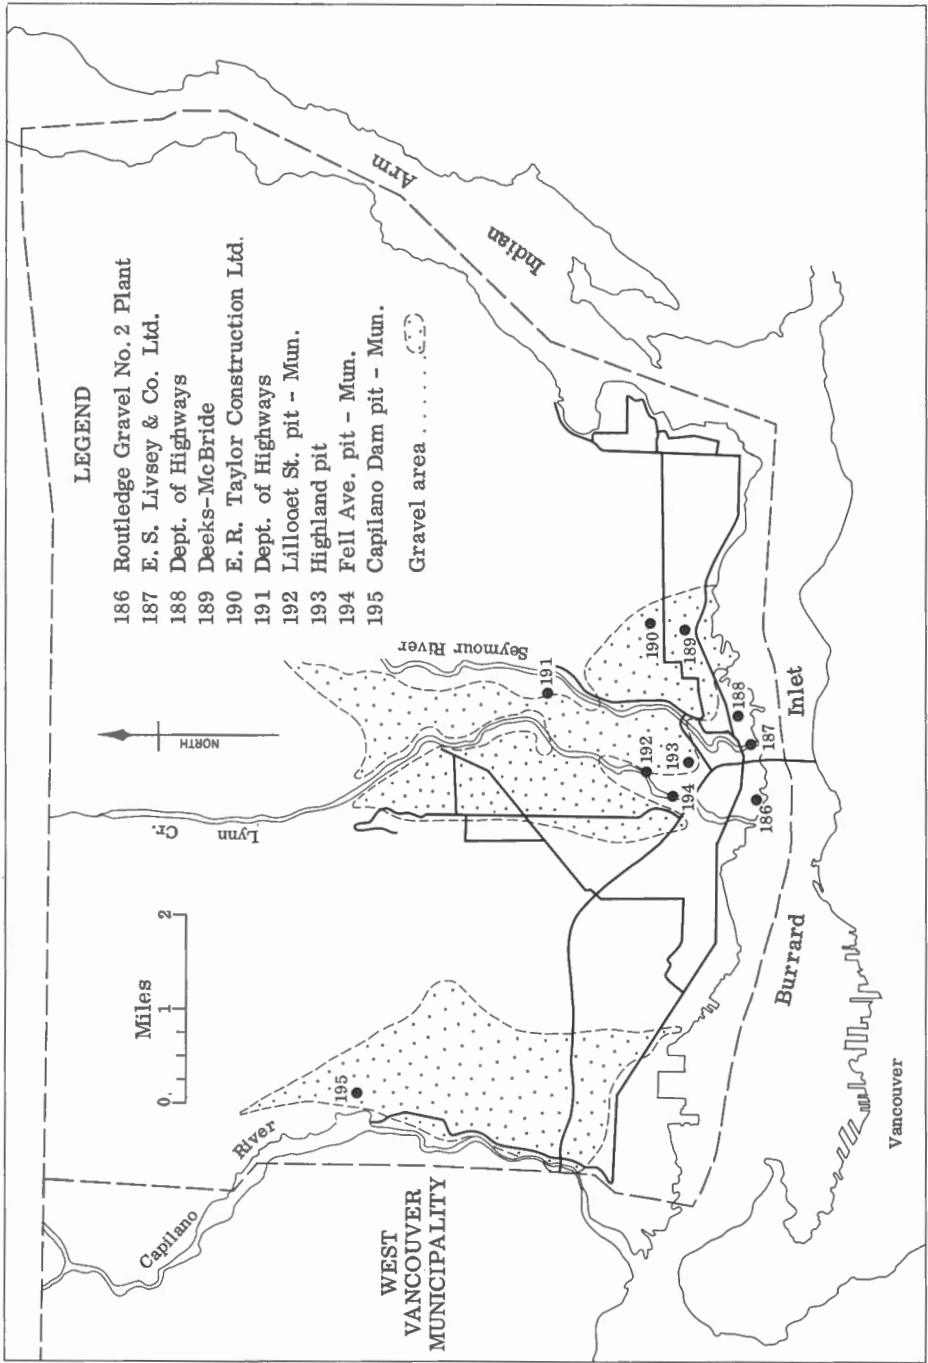 LEGEND
186 Routledge Gravel No. 2 Plant
187 E. S. Livsey & Co. Ltd.
188 Dept. of Highways
189 Deeks-McBride
190 E. R. Taylor Construction Ltd.
191 Dept. of Highways
192 Lillooet St. pit - Mun.
193 Highland pit
194 Fell Ave. pit - Mun.
195 Capilano Dam pit - Mun.
Gravel area . . . . . .
Miles
0 1 2
NORTH
WEST
VANCOUVER
MUNICIPALITY
Capilano
River
Lynn
Cr.
Seymour River
Indian
Arm
Burrard
Inlet
Vancouver
195
191
192
193
194
190
189
188
187
186